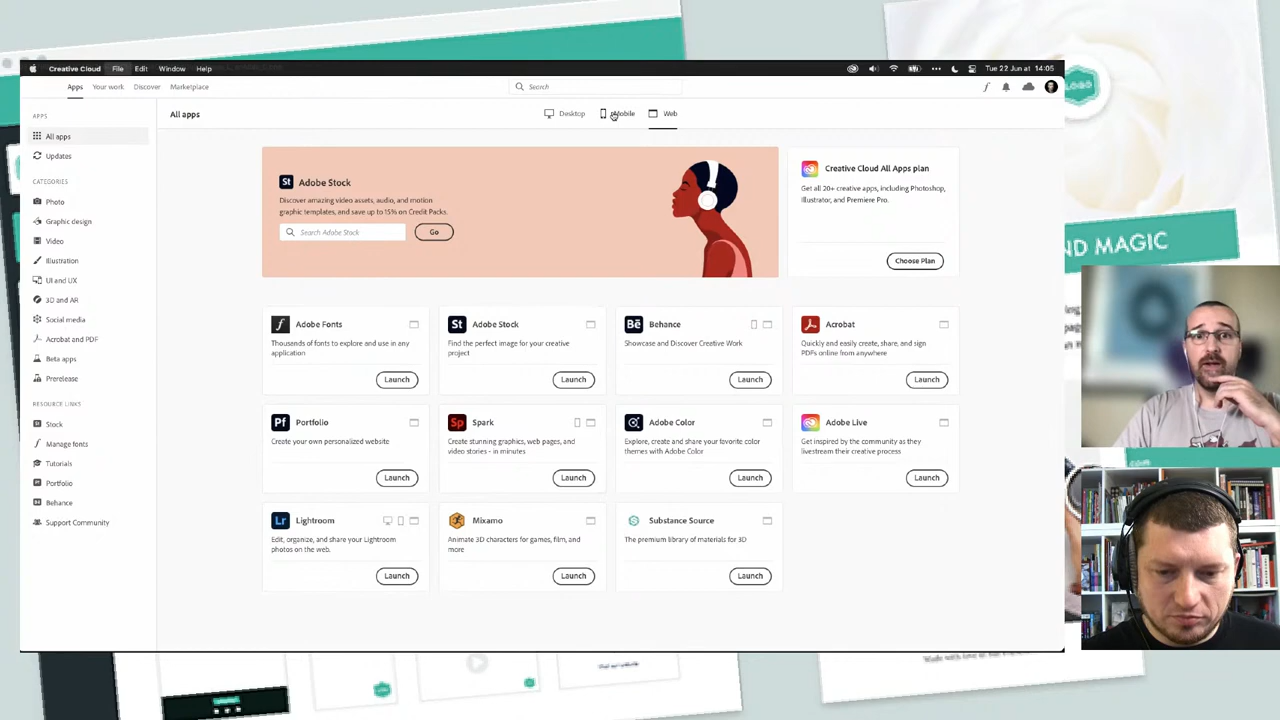 Creative Cloud File Edit Window Help
Tue 22 Jun at 14:05
Apps Your work Discover Marketplace
Search
All apps
Desktop Mobile Web
APPS
All apps
Updates
CATEGORIES
Photo
Graphic design
Video
Illustration
UI and UX
3D and AR
Social media
Acrobat and PDF
Beta apps
Prerelease
RESOURCE LINKS
Stock
Manage fonts
Tutorials
Portfolio
Behance
Support Community
St Adobe Stock
Discover amazing video assets, audio, and motion
graphic templates, and save up to 15% on Credit Packs.
Search Adobe Stock Go
Creative Cloud All Apps plan
Get all 20+ creative apps, including Photoshop,
Illustrator, and Premiere Pro.
Choose Plan
Adobe Fonts
Thousands of fonts to explore and use in any
application
Launch
St Adobe Stock
Find the perfect image for your creative
project
Launch
Bē Behance
Showcase and Discover Creative Work
Launch
Acrobat
Quickly and easily create, share, and sign
PDFs online from anywhere
Launch
Pf Portfolio
Create your own personalized website
Launch
Sp Spark
Create stunning graphics, web pages, and
video stories - in minutes
Launch
Adobe Color
Explore, create and share your favorite color
themes with Adobe Color
Launch
Adobe Live
Get inspired by the community as they
livestream their creative process
Launch
Lr Lightroom
Edit, organize, and share your Lightroom
photos on the web.
Launch
Mixamo
Animate 3D characters for games, film, and
more
Launch
Substance Source
The premium library of materials for 3D
Launch
LOGO
ND MAGIC